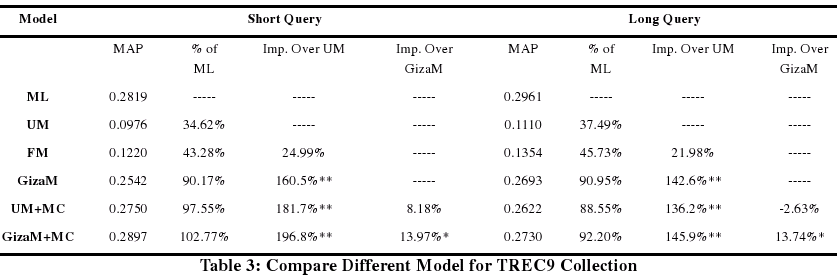 Model Short Query Long Query
MAP % of ML Imp. Over UM Imp. Over GizaM MAP % of ML Imp. Over UM Imp. Over GizaM
ML 0.2819 ----- ----- ----- 0.2961 ----- ----- -----
UM 0.0976 34.62% ----- ----- 0.1110 37.49% ----- -----
FM 0.1220 43.28% 24.99% ----- 0.1354 45.73% 21.98% -----
GizaM 0.2542 90.17% 160.5%** ----- 0.2693 90.95% 142.6%** -----
UM+MC 0.2750 97.55% 181.7%** 8.18% 0.2622 88.55% 136.2%** -2.63%
GizaM+MC 0.2897 102.77% 196.8%** 13.97%* 0.2730 92.20% 145.9%** 13.74%*
Table 3: Compare Different Model for TREC9 Collection